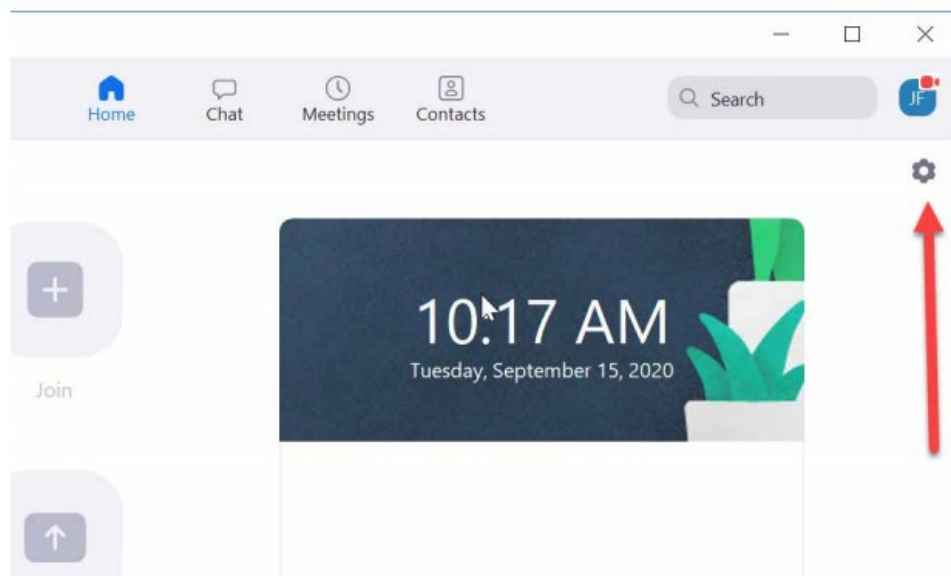 Search
JF
Home
Chat
Meetings
Contacts
10:17 AM
Tuesday, September 15, 2020
Join